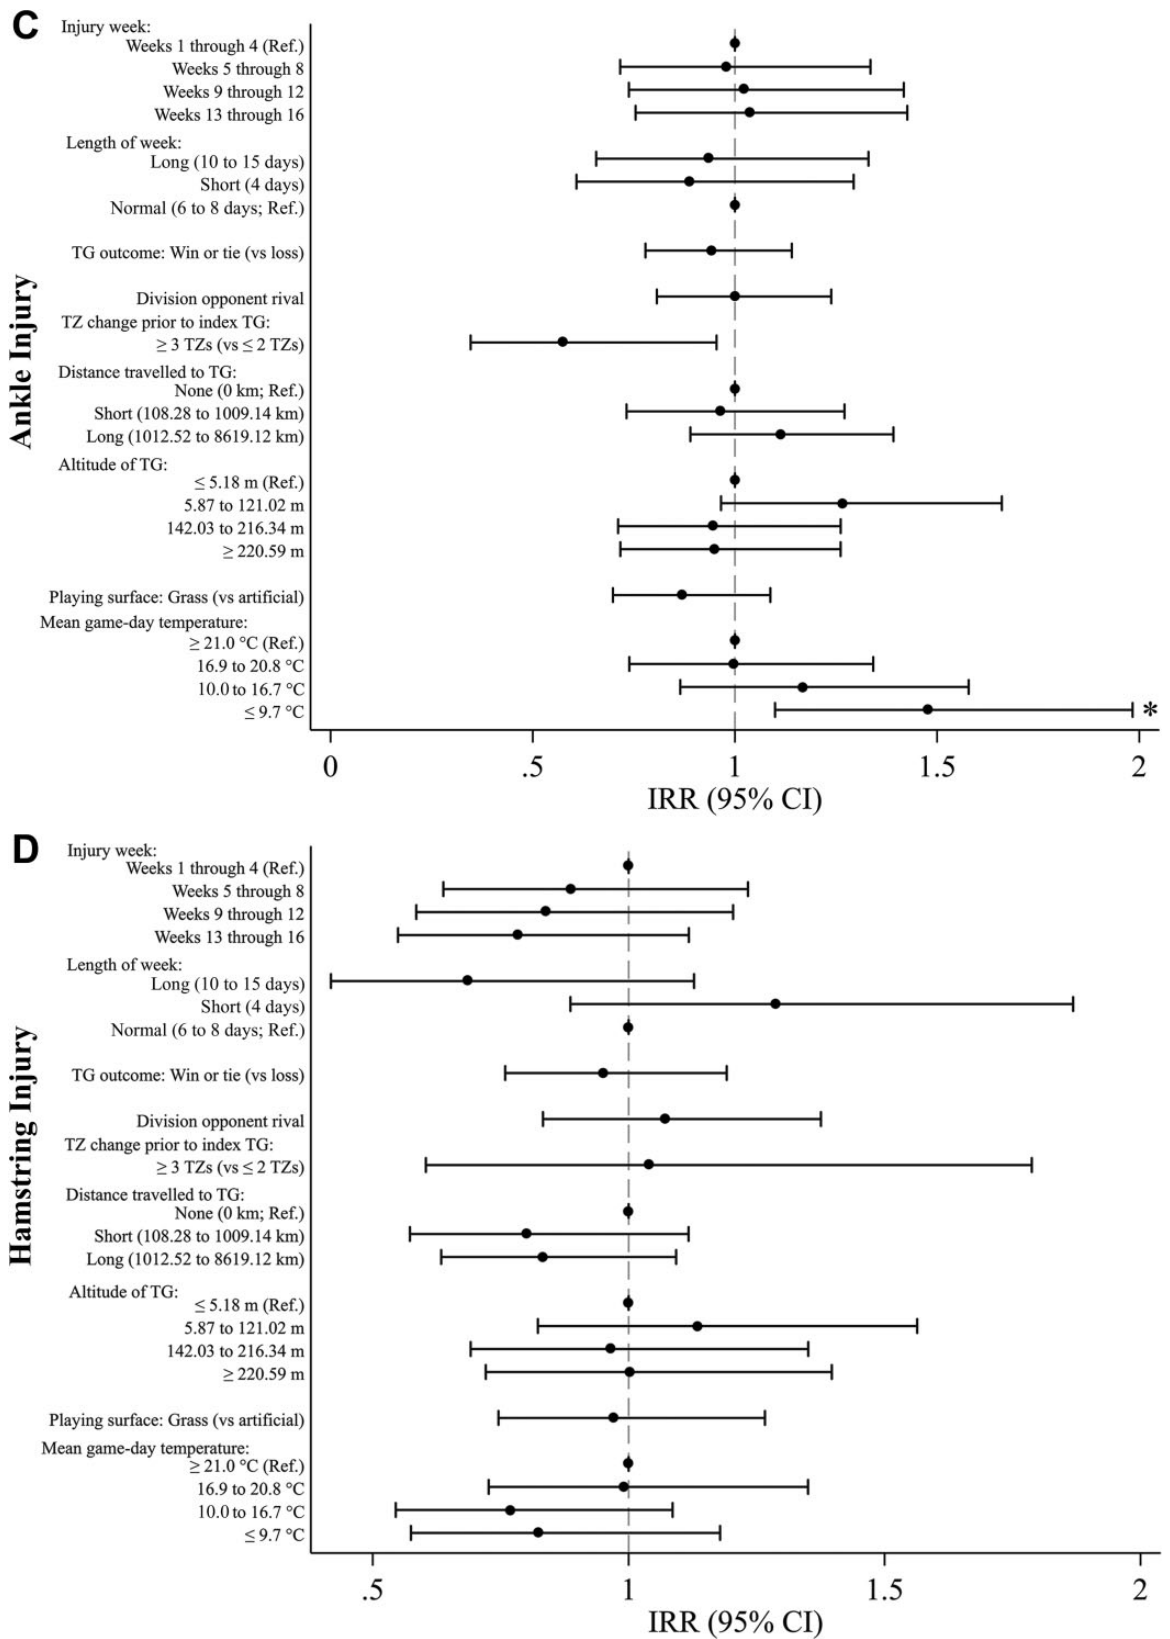 C
Injury week:
Weeks 1 through 4 (Ref.)
Weeks 5 through 8
Weeks 9 through 12
Weeks 13 through 16
Length of week:
Long (10 to 15 days)
Short (4 days)
Normal (6 to 8 days; Ref.)
TG outcome: Win or tie (vs loss)
Division opponent rival
TZ change prior to index TG:
≥ 3 TZs (vs ≤ 2 TZs)
Distance travelled to TG:
None (0 km; Ref.)
Short (108.28 to 1009.14 km)
Long (1012.52 to 8619.12 km)
Altitude of TG:
≤ 5.18 m (Ref.)
5.87 to 121.02 m
142.03 to 216.34 m
≥ 220.59 m
Playing surface: Grass (vs artificial)
Mean game-day temperature:
≥ 21.0 °C (Ref.)
16.9 to 20.8 °C
10.0 to 16.7 °C
≤ 9.7 °C
*
Ankle Injury
0 .5 1 1.5 2
IRR (95% CI)
D
Injury week:
Weeks 1 through 4 (Ref.)
Weeks 5 through 8
Weeks 9 through 12
Weeks 13 through 16
Length of week:
Long (10 to 15 days)
Short (4 days)
Normal (6 to 8 days; Ref.)
TG outcome: Win or tie (vs loss)
Division opponent rival
TZ change prior to index TG:
≥ 3 TZs (vs ≤ 2 TZs)
Distance travelled to TG:
None (0 km; Ref.)
Short (108.28 to 1009.14 km)
Long (1012.52 to 8619.12 km)
Altitude of TG:
≤ 5.18 m (Ref.)
5.87 to 121.02 m
142.03 to 216.34 m
≥ 220.59 m
Playing surface: Grass (vs artificial)
Mean game-day temperature:
≥ 21.0 °C (Ref.)
16.9 to 20.8 °C
10.0 to 16.7 °C
≤ 9.7 °C
Hamstring Injury
.5 1 1.5 2
IRR (95% CI)